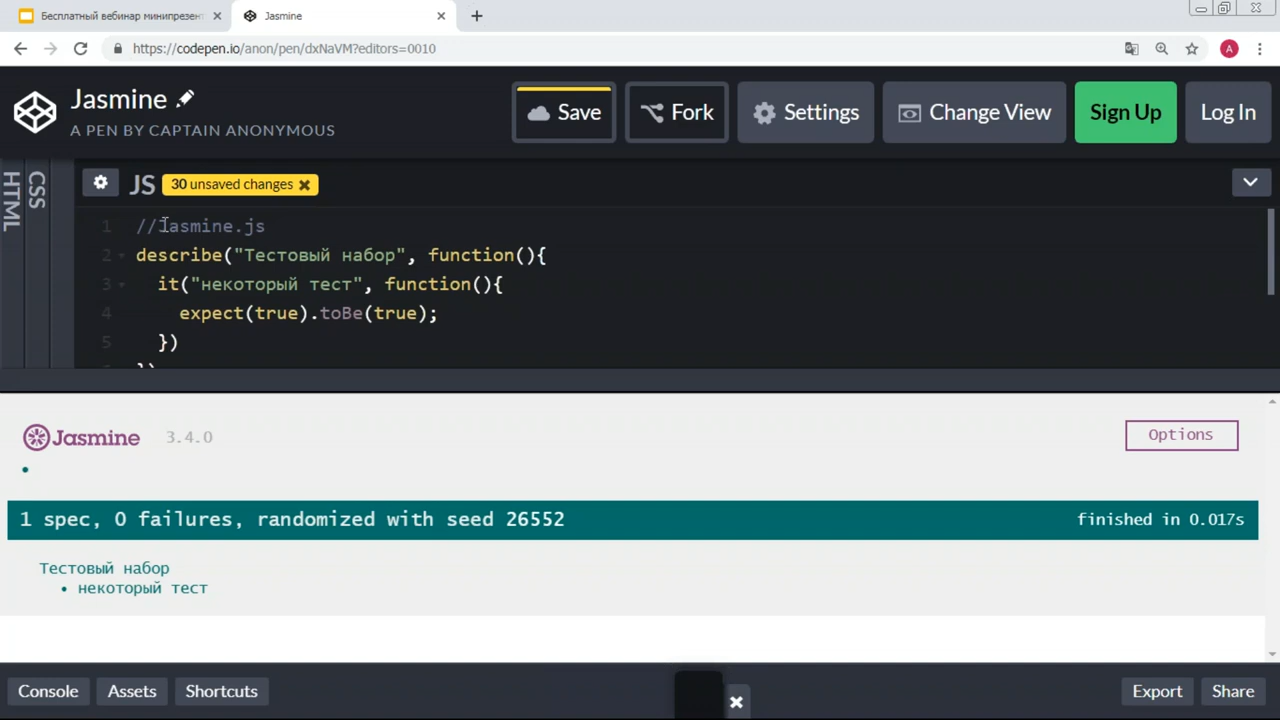 Бесплатный вебинар минипрезент
Jasmine
https://codepen.io/anon/pen/dxNaVM?editors=0010
A
Jasmine
A PEN BY CAPTAIN ANONYMOUS
Save
Fork
Settings
Change View
Sign Up
Log In
HTML
CSS
JS
30 unsaved changes
1 //Jasmine.js
2 describe("Тестовый набор", function(){
3 it("некоторый тест", function(){
4 expect(true).toBe(true);
5 })
})
Jasmine 3.4.0
Options
1 spec, 0 failures, randomized with seed 26552
finished in 0.017s
Тестовый набор
• некоторый тест
Console
Assets
Shortcuts
Export
Share